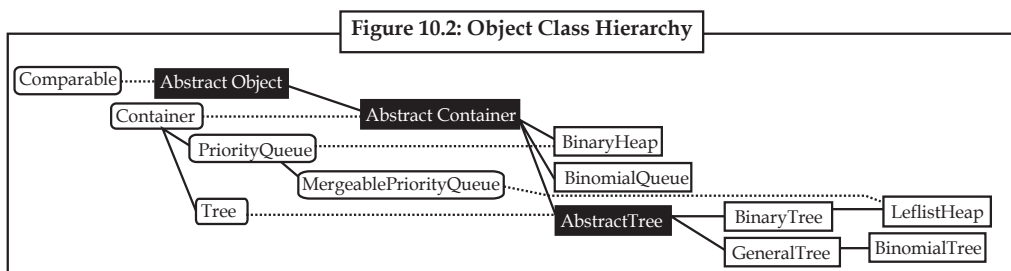 Figure 10.2: Object Class Hierarchy
Comparable
Abstract Object
Container
Abstract Container
PriorityQueue
BinaryHeap
MergeablePriorityQueue
BinomialQueue
Tree
AbstractTree
BinaryTree
LeflistHeap
GeneralTree
BinomialTree